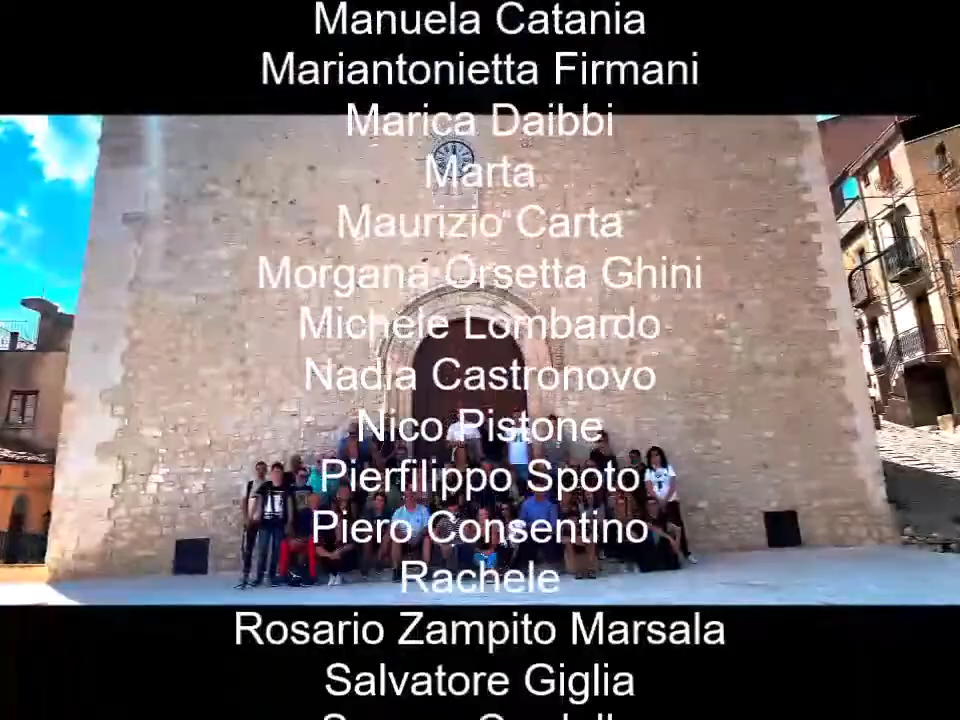 Manuela Catania
Mariantonietta Firmani
Marica Daibbi
Marta
Maurizio Carta
Morgana Orsetta Ghini
Michele Lombardo
Nadia Castronovo
Nico Pistone
Pierfilippo Spoto
Piero Consentino
Rachele
Rosario Zampito Marsala
Salvatore Giglia